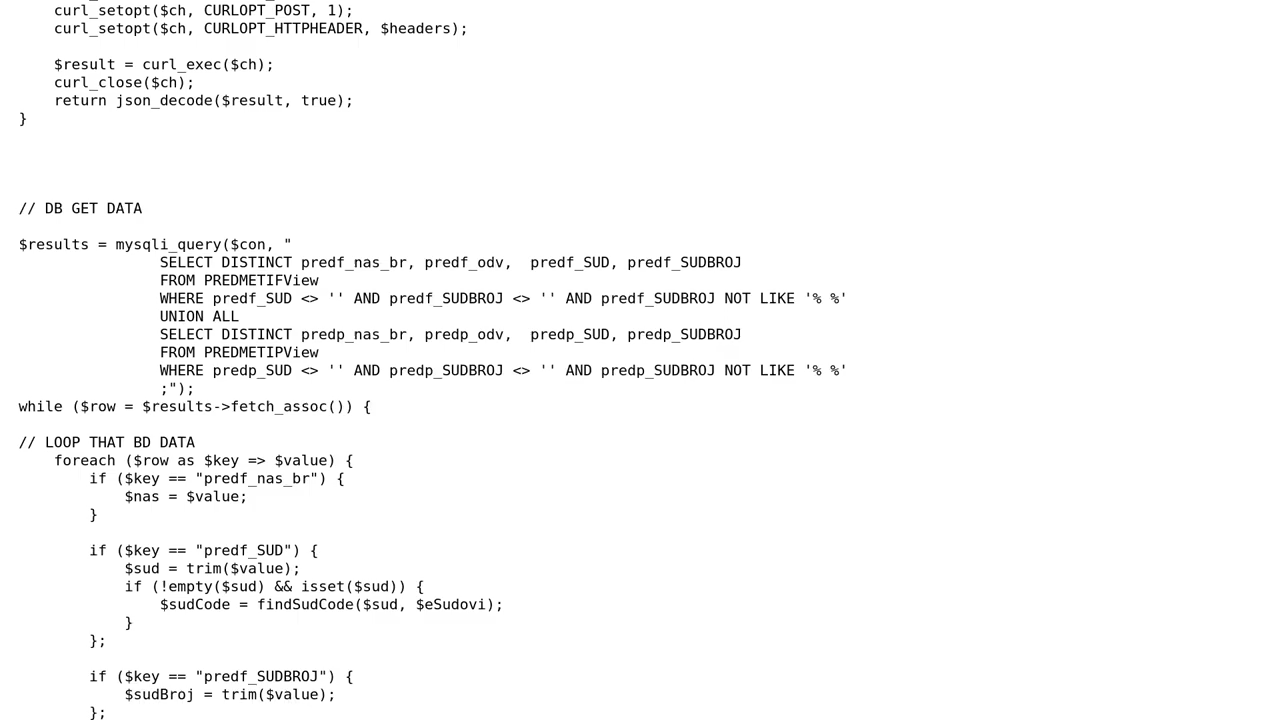 curl_setopt($ch, CURLOPT_POST, 1);
    curl_setopt($ch, CURLOPT_HTTPHEADER, $headers);

    $result = curl_exec($ch);
    curl_close($ch);
    return json_decode($result, true);
}

// DB GET DATA

$results = mysqli_query($con, "
                SELECT DISTINCT predf_nas_br, predf_odv,  predf_SUD, predf_SUDBROJ
                FROM PREDMETIFView
                WHERE predf_SUD <> '' AND predf_SUDBROJ <> '' AND predf_SUDBROJ NOT LIKE '% %'
                UNION ALL
                SELECT DISTINCT predp_nas_br, predp_odv,  predp_SUD, predp_SUDBROJ
                FROM PREDMETIPView
                WHERE predp_SUD <> '' AND predp_SUDBROJ <> '' AND predp_SUDBROJ NOT LIKE '% %'
                ;");
while ($row = $results->fetch_assoc()) {

// LOOP THAT BD DATA
    foreach ($row as $key => $value) {
        if ($key == "predf_nas_br") {
            $nas = $value;
        }

        if ($key == "predf_SUD") {
            $sud = trim($value);
            if (!empty($sud) && isset($sud)) {
                $sudCode = findSudCode($sud, $eSudovi);
            }
        };

        if ($key == "predf_SUDBROJ") {
            $sudBroj = trim($value);
        };